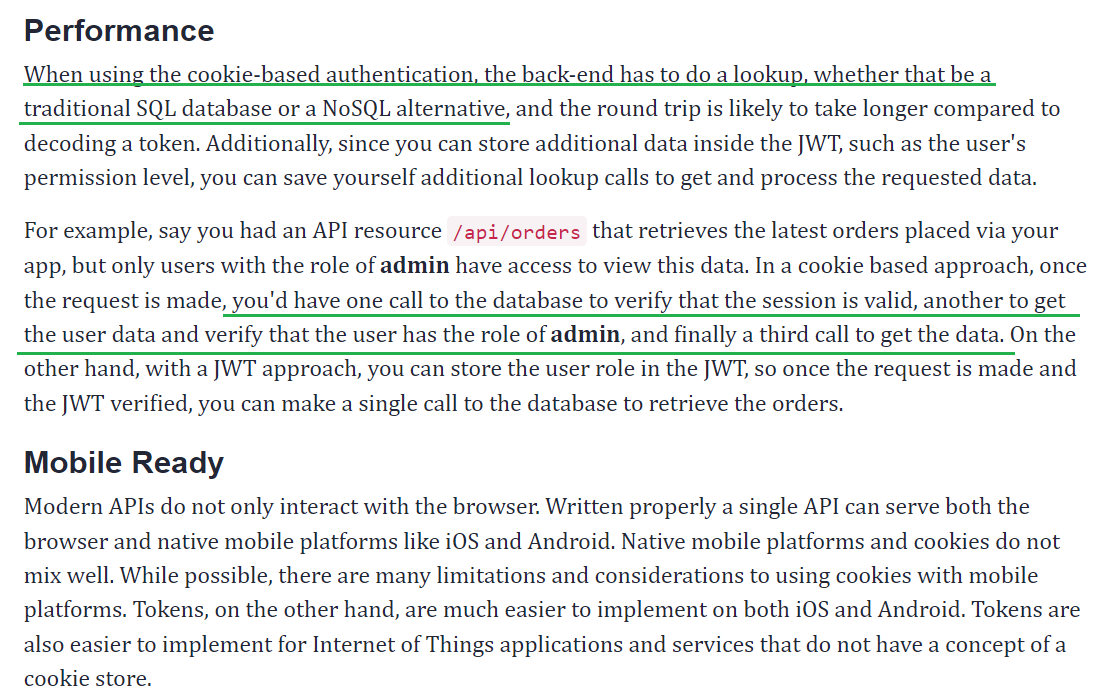 Performance
When using the cookie-based authentication, the back-end has to do a lookup, whether that be a
traditional SQL database or a NoSQL alternative, and the round trip is likely to take longer compared to
decoding a token. Additionally, since you can store additional data inside the JWT, such as the user's
permission level, you can save yourself additional lookup calls to get and process the requested data.
For example, say you had an API resource /api/orders that retrieves the latest orders placed via your
app, but only users with the role of admin have access to view this data. In a cookie based approach, once
the request is made, you'd have one call to the database to verify that the session is valid, another to get
the user data and verify that the user has the role of admin, and finally a third call to get the data. On the
other hand, with a JWT approach, you can store the user role in the JWT, so once the request is made and
the JWT verified, you can make a single call to the database to retrieve the orders.
Mobile Ready
Modern APIs do not only interact with the browser. Written properly a single API can serve both the
browser and native mobile platforms like iOS and Android. Native mobile platforms and cookies do not
mix well. While possible, there are many limitations and considerations to using cookies with mobile
platforms. Tokens, on the other hand, are much easier to implement on both iOS and Android. Tokens are
also easier to implement for Internet of Things applications and services that do not have a concept of a
cookie store.